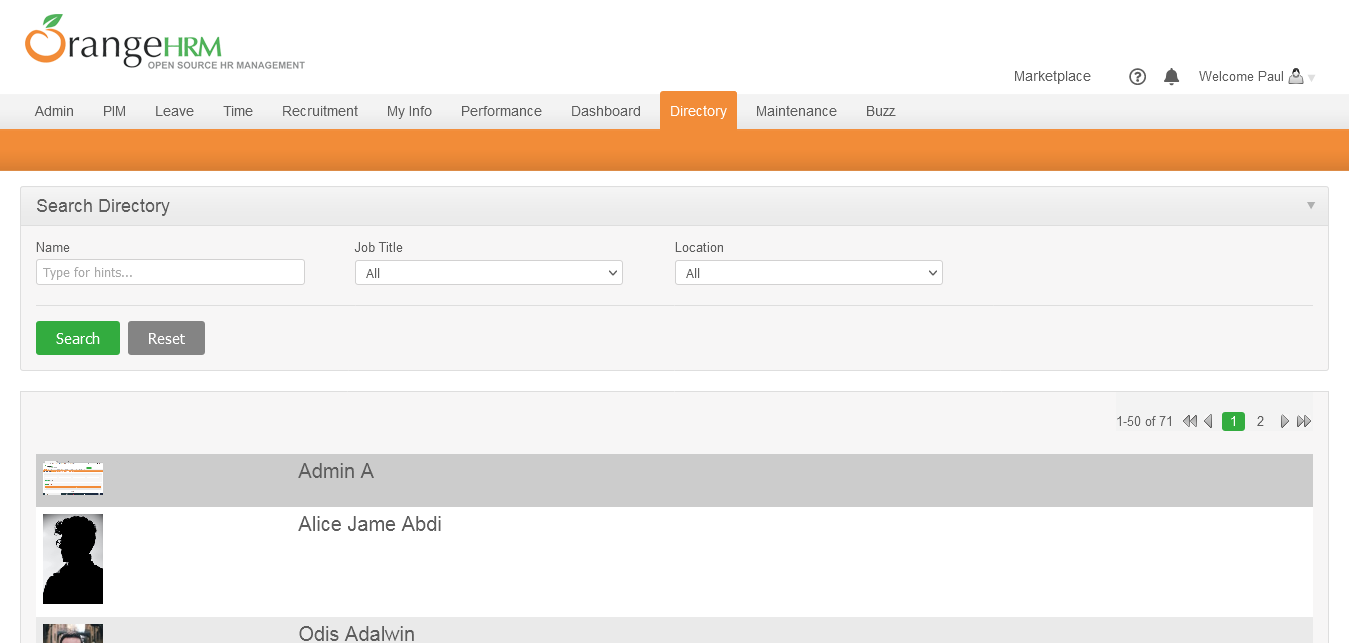 OrangeHRM
OPEN SOURCE HR MANAGEMENT
Marketplace
Welcome Paul
Admin PIM Leave Time Recruitment My Info Performance Dashboard Directory Maintenance Buzz
Search Directory
Name Job Title Location
Type for hints... All All
Search Reset
1-50 of 71 1 2
Admin A
Alice Jame Abdi
Odis Adalwin